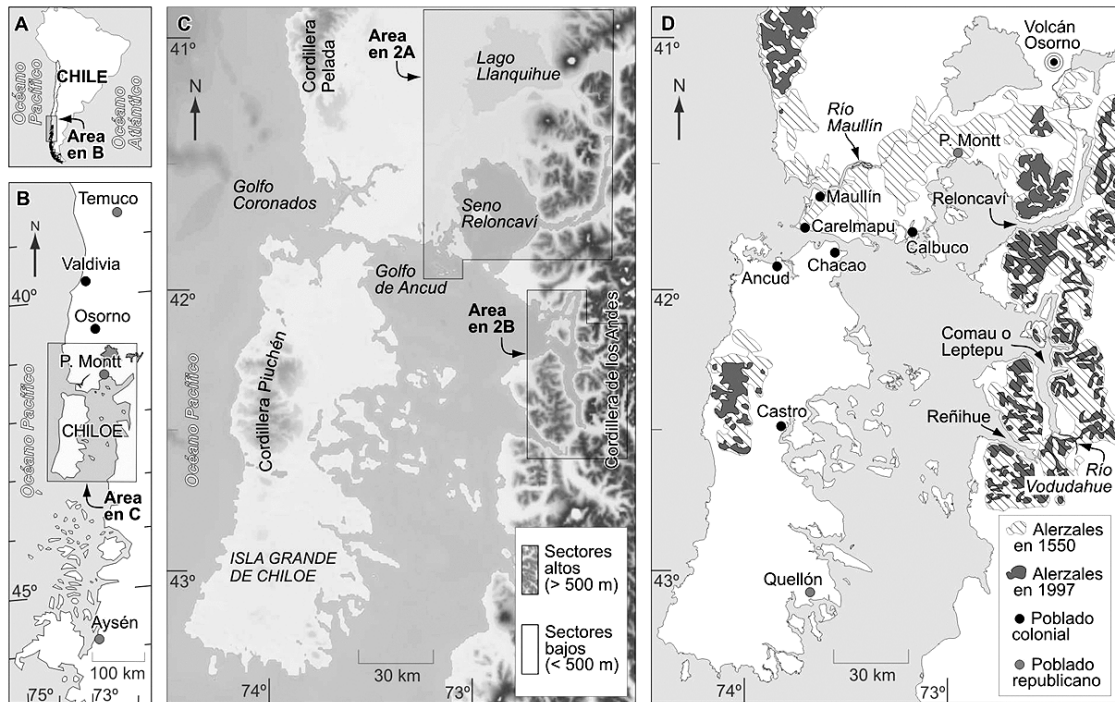 A
CHILE
Océano
Pacífico
Océano
Atlántico
Area
en B
B
Temuco
N
Valdivia
40º
Osorno
P. Montt
CHILOE
Océano Pacífico
Area
en C
45º
Aysén
100 km
75º
73º
C
41º
N
Cordillera
Pelada
Area
en 2A
Lago
Llanquihue
Golfo
Coronados
Seno
Reloncaví
Golfo
de Ancud
42º
Area
en 2B
Cordillera de los Andes
Océano Pacífico
Cordillera Piuchén
ISLA GRANDE
DE CHILOE
43º
Sectores
altos
(> 500 m)
Sectores
bajos
(< 500 m)
30 km
74º
73º
D
41º
N
Volcán
Osorno
Río
Maullín
P. Montt
Maullín
Reloncaví
Carelmapu
Calbuco
Chacao
Ancud
42º
Comau o
Leptepu
Castro
Reñihue
Río
Vodudahue
Quellón
43º
Alerzales
en 1550
Alerzales
en 1997
Poblado
colonial
Poblado
republicano
30 km
74º
73º